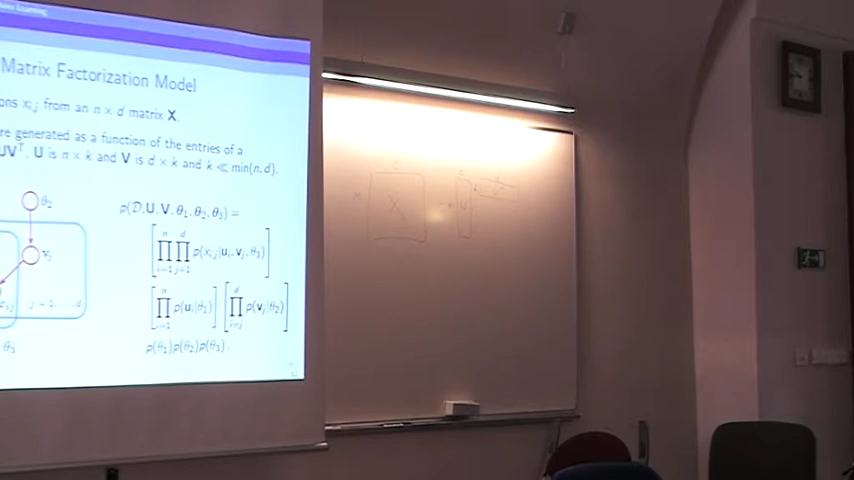 Learning
Matrix Factorization Model
ons x_{i,j} from an n × d matrix X.
re generated as a function of the entries of a
UV^T, U is n × k and V is d × k and k ≪ min(n, d).
θ₂
p(D, U, V, θ₁, θ₂, θ₃) =
v_j
[∏_{i=1}^{n} ∏_{j=1}^{d} p(x_{i,j}|u_i, v_j, θ₃)]
x_{i,j} j = 1, ..., d
[∏_{i=1}^{n} p(u_i|θ₁)] [∏_{i=j}^{d} p(v_j|θ₂)]
θ₃
p(θ₁)p(θ₂)p(θ₃).
X
U